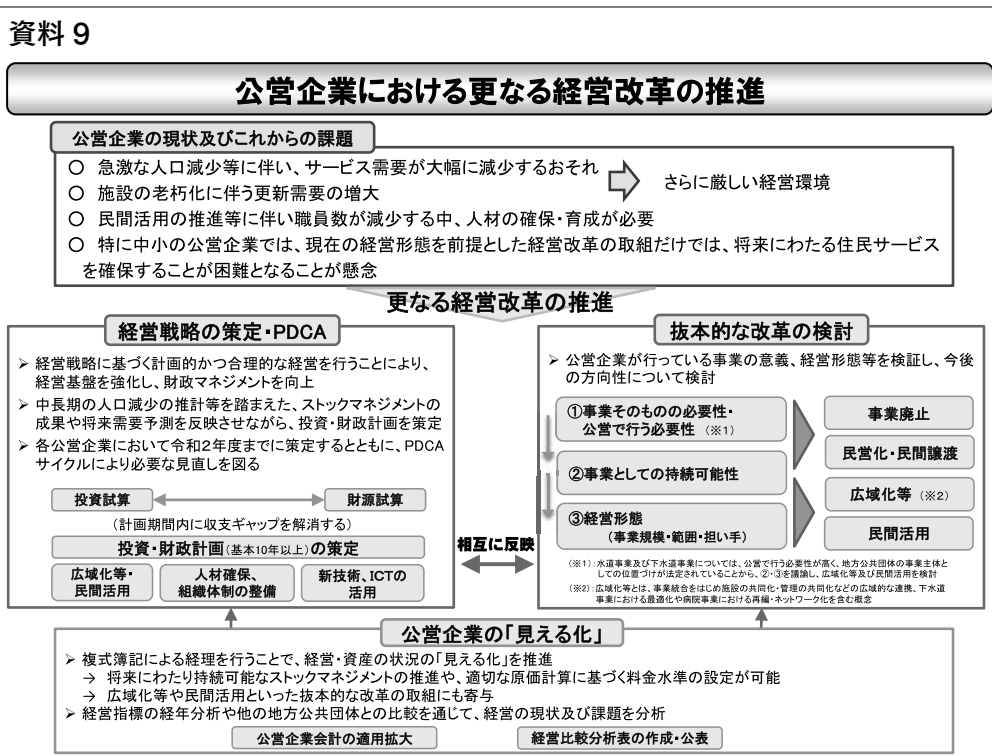 資料9
公営企業における更なる経営改革の推進
公営企業の現状及びこれからの課題
○ 急激な人口減少等に伴い、サービス需要が大幅に減少するおそれ
○ 施設の老朽化に伴う更新需要の増大
さらに厳しい経営環境
○ 民間活用の推進等に伴い職員数が減少する中、人材の確保・育成が必要
○ 特に中小の公営企業では、現在の経営形態を前提とした経営改革の取組だけでは、将来にわたる住民サービス
を確保することが困難となることが懸念
更なる経営改革の推進
経営戦略の策定・PDCA
➢ 経営戦略に基づく計画的かつ合理的な経営を行うことにより、
経営基盤を強化し、財政マネジメントを向上
➢ 中長期の人口減少の推計等を踏まえた、ストックマネジメントの
成果や将来需要予測を反映させながら、投資・財政計画を策定
➢ 各公営企業において令和2年度までに策定するとともに、PDCA
サイクルにより必要な見直しを図る
投資試算
財源試算
(計画期間内に収支ギャップを解消する)
投資・財政計画(基本10年以上)の策定
広域化等・
民間活用
人材確保、
組織体制の整備
新技術、ICTの
活用
相互に反映
抜本的な改革の検討
➢ 公営企業が行っている事業の意義、経営形態等を検証し、今後
の方向性について検討
①事業そのものの必要性・
公営で行う必要性 (※1)
②事業としての持続可能性
③経営形態
(事業規模・範囲・担い手)
事業廃止
民営化・民間譲渡
広域化等 (※2)
民間活用
(※1):水道事業及び下水道事業については、公営で行う必要性が高く、地方公共団体の事業主体と
しての位置づけが法定されていることから、②・③を議論し、広域化等及び民間活用を検討
(※2):広域化等とは、事業統合をはじめ施設の共同化・管理の共同化などの広域的な連携、下水道
事業における最適化や病院事業における再編・ネットワーク化を含む概念
公営企業の「見える化」
➢ 複式簿記による経理を行うことで、経営・資産の状況の「見える化」を推進
→ 将来にわたり持続可能なストックマネジメントの推進や、適切な原価計算に基づく料金水準の設定が可能
→ 広域化等や民間活用といった抜本的な改革の取組にも寄与
➢ 経営指標の経年分析や他の地方公共団体との比較を通じて、経営の現状及び課題を分析
公営企業会計の適用拡大
経営比較分析表の作成・公表